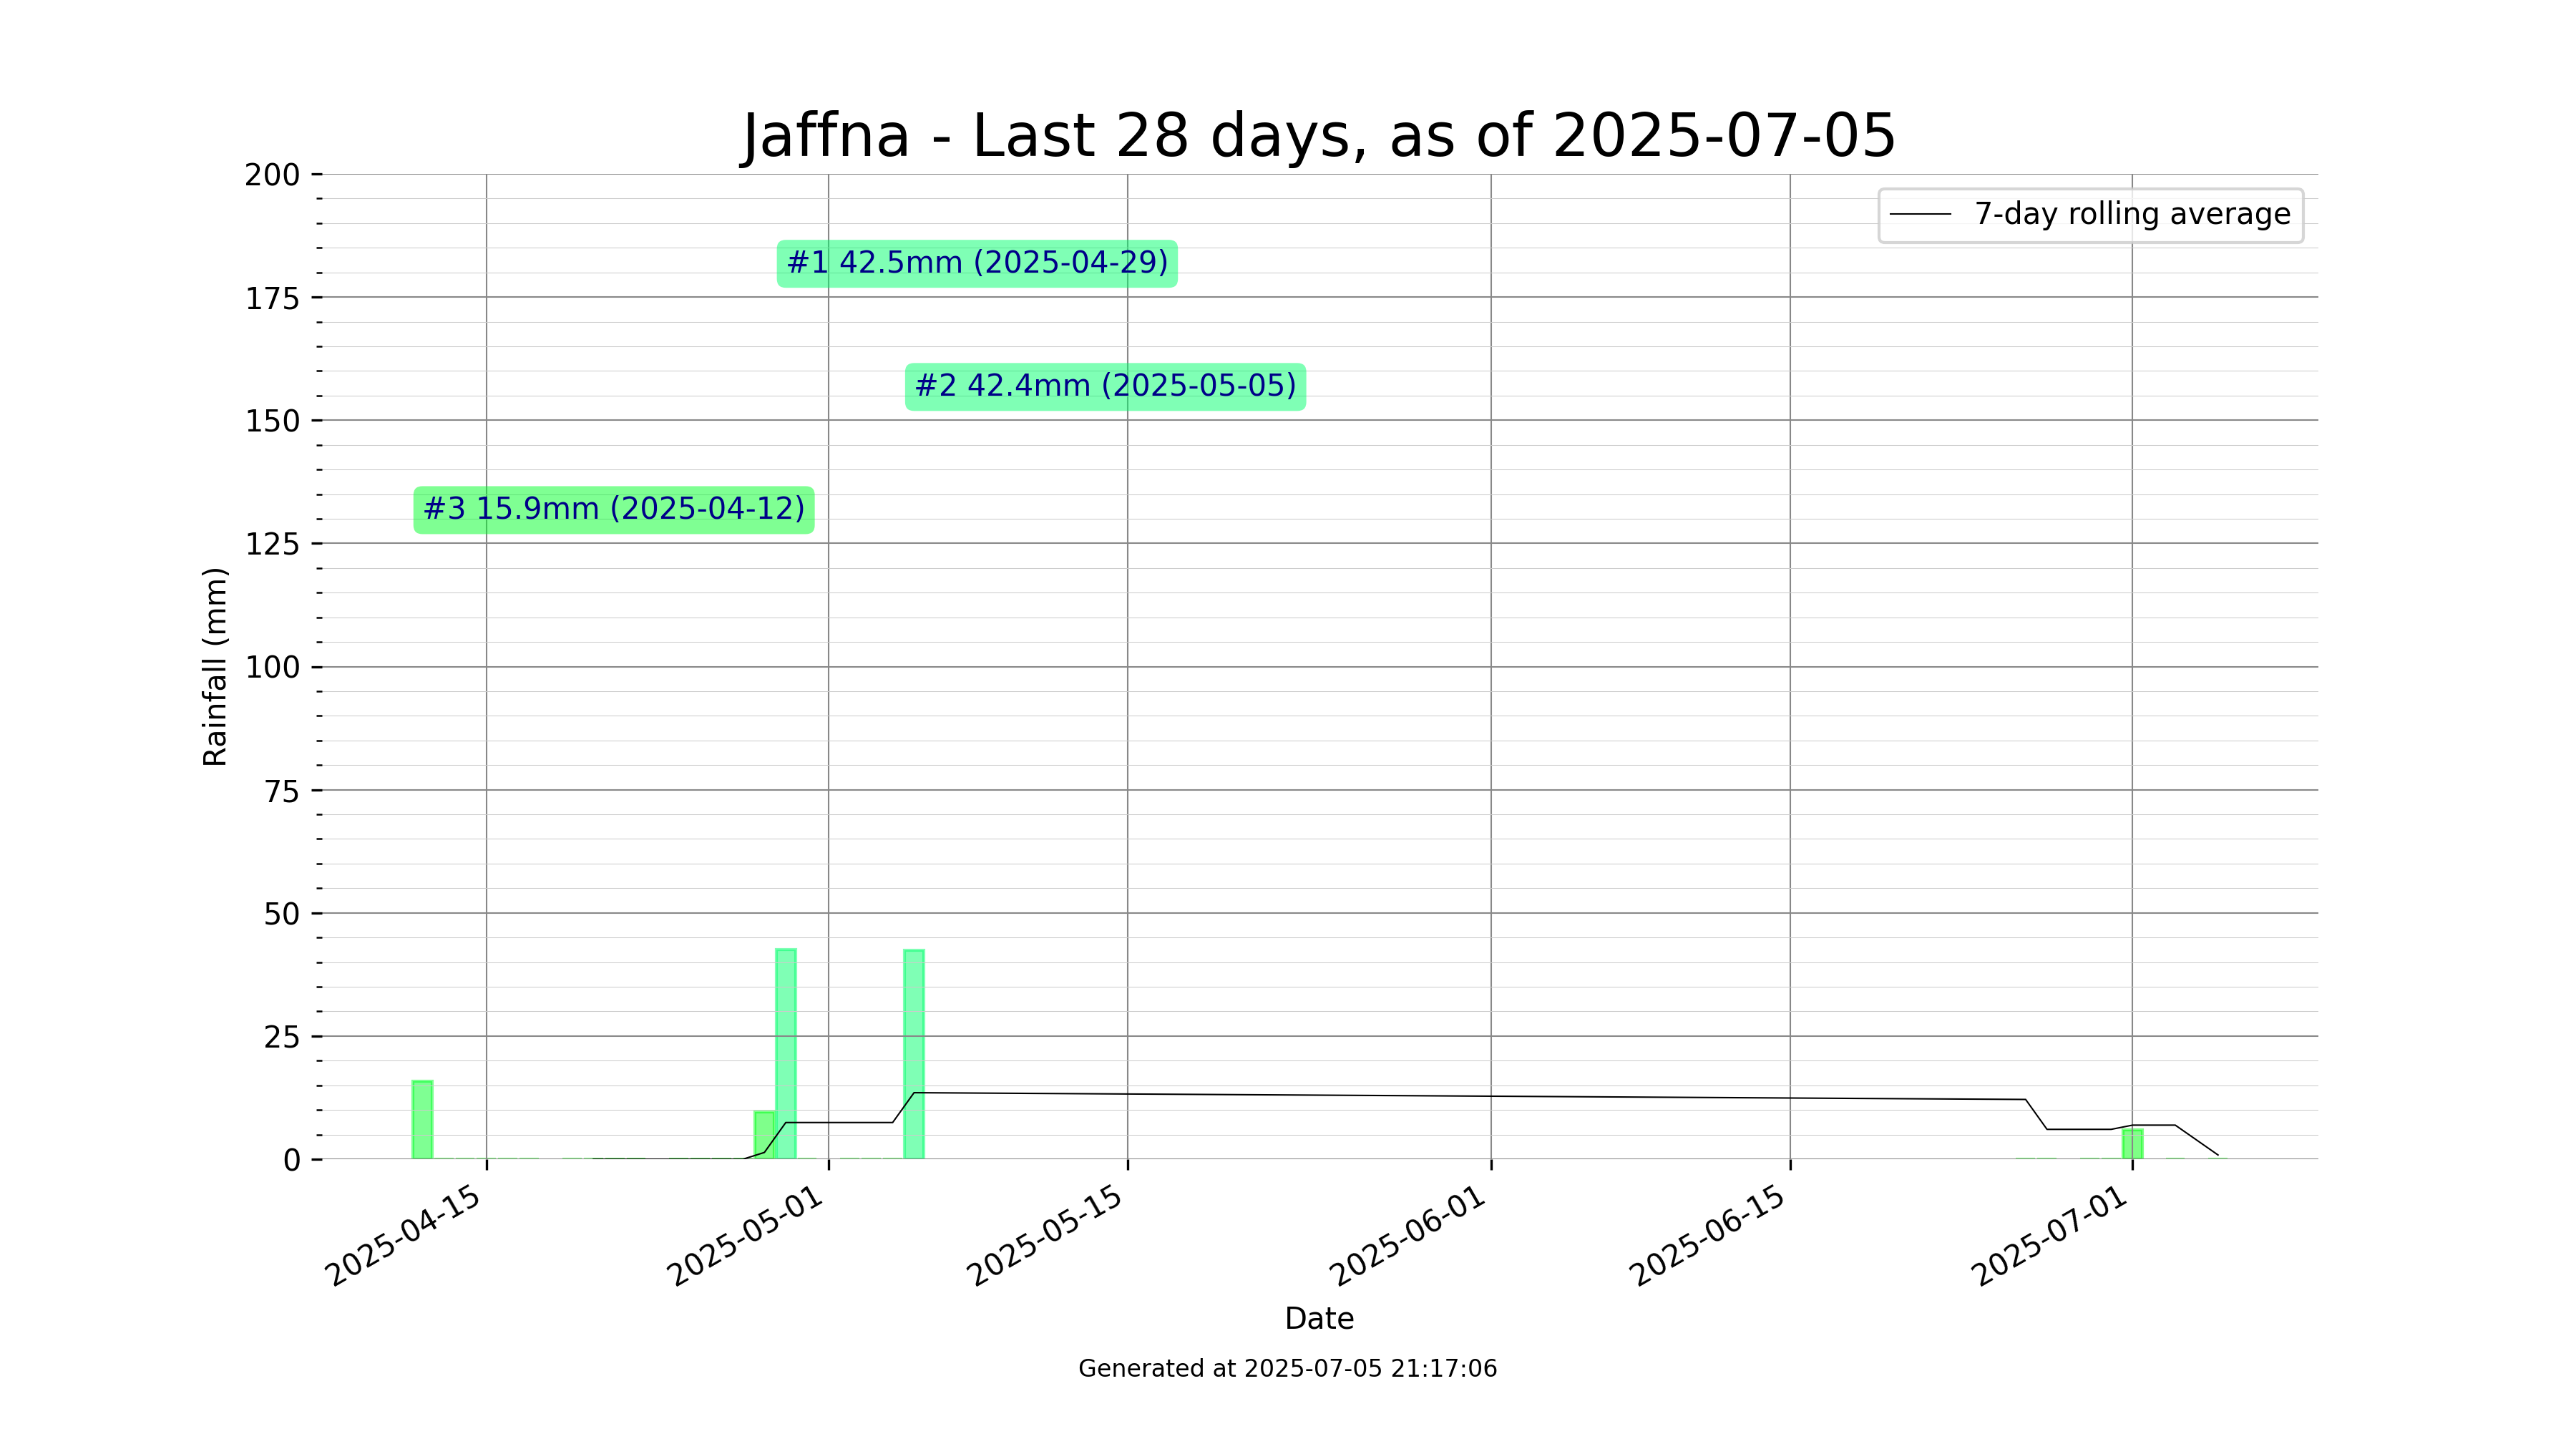 Jaffna - Last 28 days, as of 2025-07-05
7-day rolling average
#1 42.5mm (2025-04-29)
#2 42.4mm (2025-05-05)
#3 15.9mm (2025-04-12)
Rainfall (mm)
200
175
150
125
100
75
50
25
0
2025-04-15
2025-05-01
2025-05-15
2025-06-01
2025-06-15
2025-07-01
Date
Generated at 2025-07-05 21:17:06